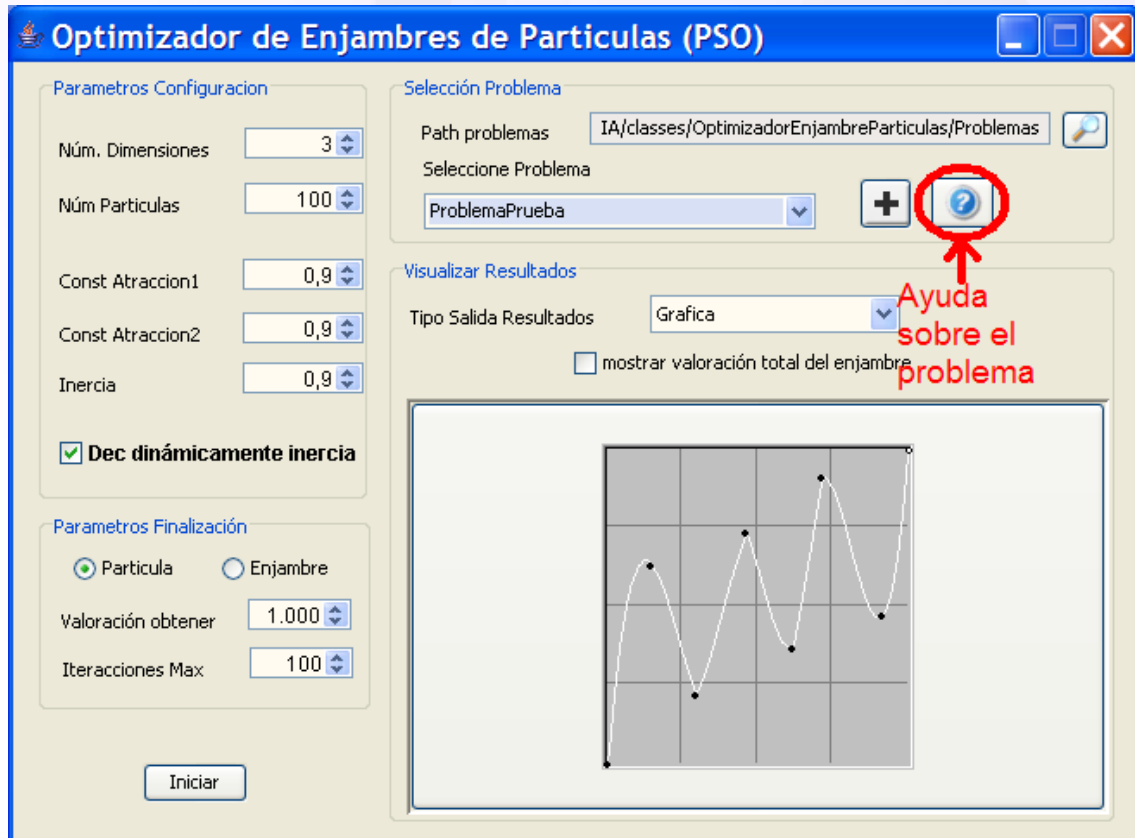 Optimizador de Enjambres de Particulas (PSO)
Parametros Configuracion
Núm. Dimensiones 3
Núm Particulas 100
Const Atraccion1 0,9
Const Atraccion2 0,9
Inercia 0,9
Dec dinámicamente inercia
Parametros Finalización
Particula Enjambre
Valoración obtener 1.000
Iteracciones Max 100
Iniciar
Selección Problema
Path problemas IA/classes/OptimizadorEnjambreParticulas/Problemas
Seleccione Problema
ProblemaPrueba
Visualizar Resultados
Tipo Salida Resultados Grafica
mostrar valoración total del enjambre
Ayuda
sobre el
problema